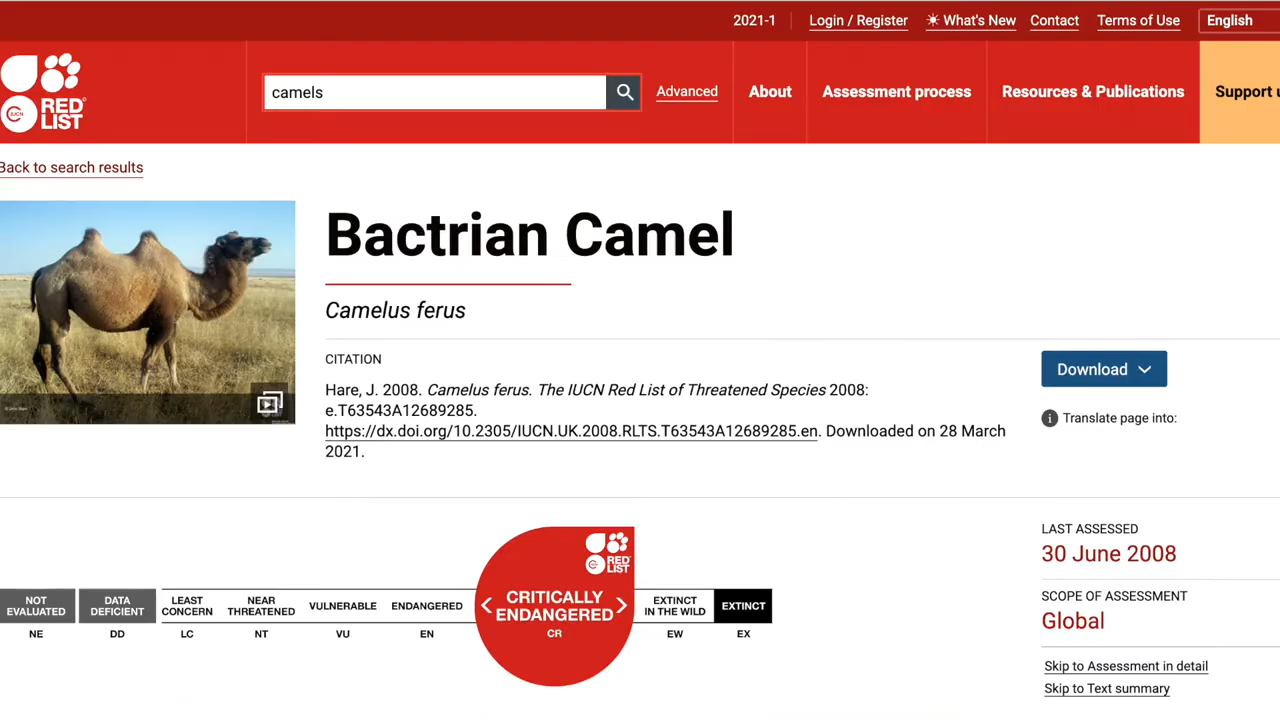 2021-1 Login / Register What's New Contact Terms of Use English
camels Advanced About Assessment process Resources & Publications Support
IUCN RED LIST
Back to search results
Bactrian Camel
Camelus ferus
CITATION
Hare, J. 2008. Camelus ferus. The IUCN Red List of Threatened Species 2008:
e.T63543A12689285.
https://dx.doi.org/10.2305/IUCN.UK.2008.RLTS.T63543A12689285.en. Downloaded on 28 March
2021.
Download
Translate page into:
LAST ASSESSED
30 June 2008
SCOPE OF ASSESSMENT
Global
Skip to Assessment in detail
Skip to Text summary
RED
LIST
NOT EVALUATED
NE
DATA DEFICIENT
DD
LEAST CONCERN
LC
NEAR THREATENED
NT
VULNERABLE
VU
ENDANGERED
EN
< CRITICALLY ENDANGERED >
CR
EXTINCT IN THE WILD
EW
EXTINCT
EX